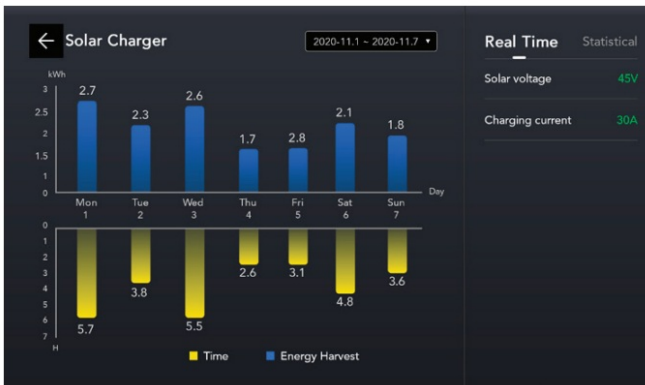 Solar Charger
2020-11.1 ~ 2020-11.7
kWh
3
2.5
2
1.5
1
0
2.7
2.3
2.6
1.7
2.8
2.1
1.8
Mon Tue Wed Thu Fri Sat Sun Day
1 2 3 4 5 6 7
0
1
2
3
4
5
6
7
H
5.7
3.8
5.5
2.6
3.1
4.8
3.6
Time Energy Harvest
Real Time Statistical
Solar voltage 45V
Charging current 30A